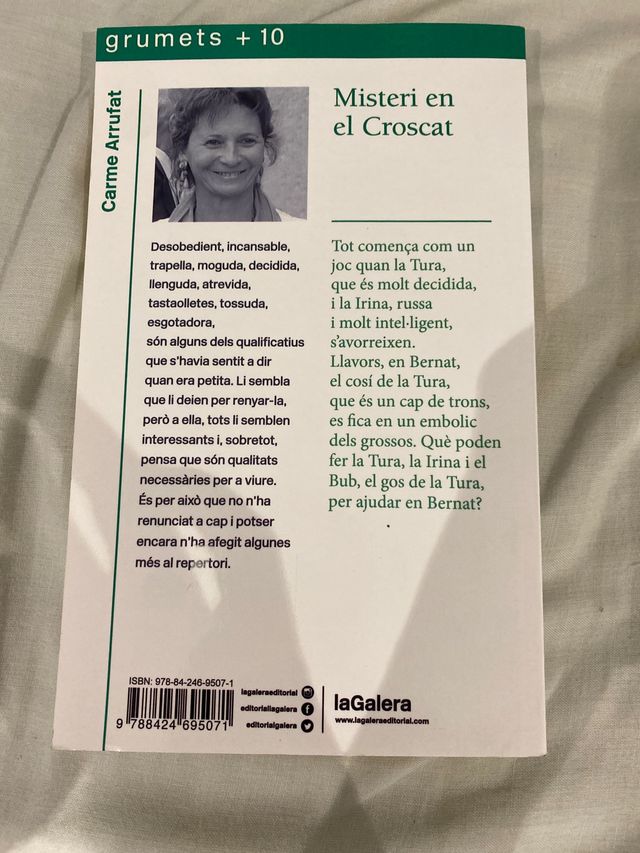 grumets + 10
Carme Arrufat
Desobedient, incansable,
trapella, moguda, decidida,
llenguda, atrevida,
tastaolletes, tossuda,
esgotadora,
són alguns dels qualificatius
que s'havia sentit a dir
quan era petita. Li sembla
que li deien per renyar-la,
però a ella, tots li semblen
interessants i, sobretot,
pensa que són qualitats
necessàries per a viure.
És per això que no n'ha
renunciat a cap i potser
encara n'ha afegit algunes
més al repertori.
Misteri en
el Croscat
Tot comença com un
joc quan la Tura,
que és molt decidida,
i la Irina, russa
i molt intel·ligent,
s'avorreixen.
Llavors, en Bernat,
el cosí de la Tura,
que és un cap de trons,
es fica en un embolic
dels grossos. Què poden
fer la Tura, la Irina i el
Bub, el gos de la Tura,
per ajudar en Bernat?
ISBN: 978-84-246-9507-1
9 788424 695071
lagaleraeditorial
editoriallagalera
editorialgalera
laGalera
www.lagaleraeditorial.com